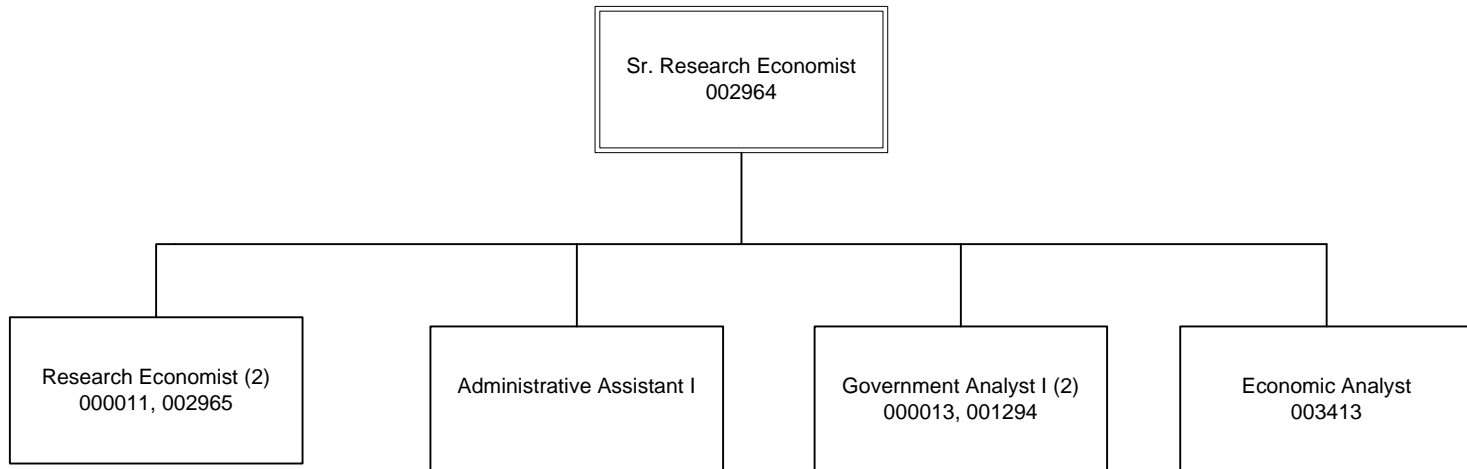 Sr. Research Economist
002964
Research Economist (2)
000011, 002965
Administrative Assistant I
Government Analyst I (2)
000013, 001294
Economic Analyst
003413